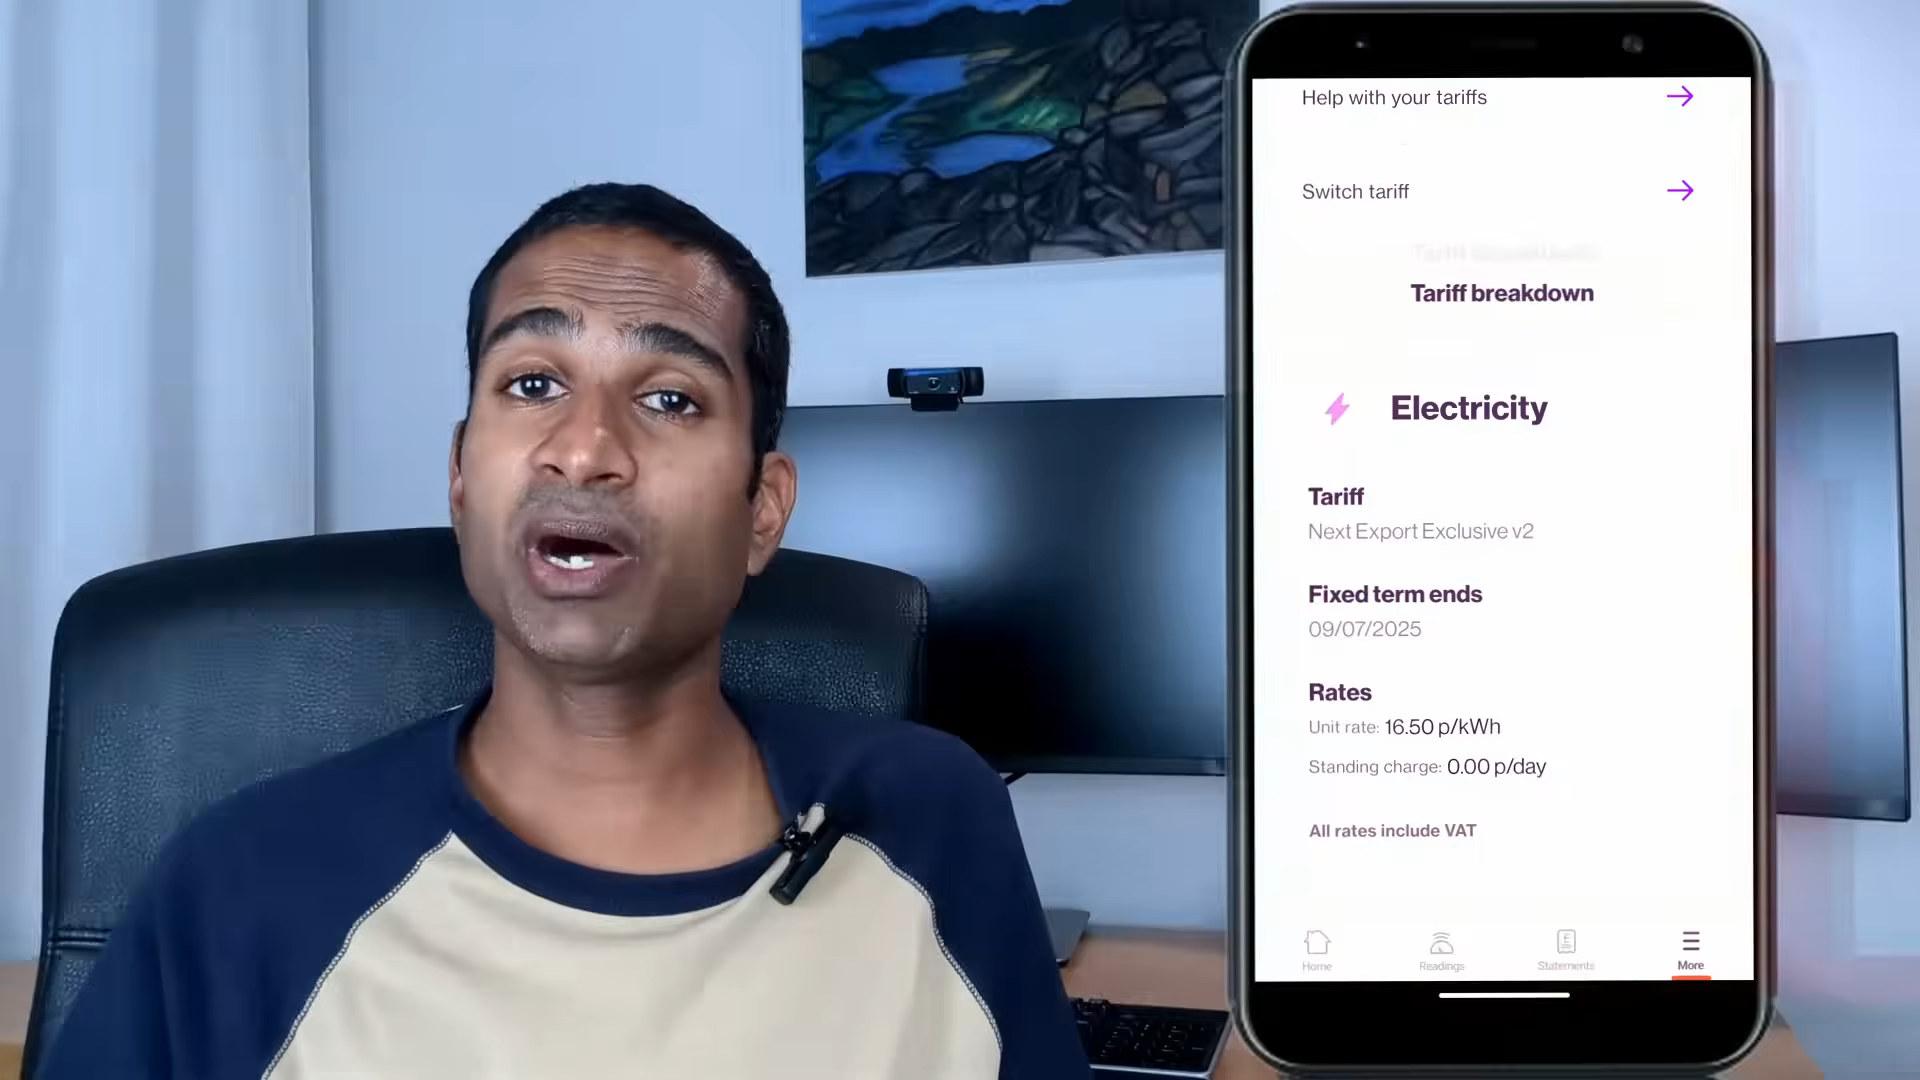 Help with your tariffs
Switch tariff
Tariff breakdown
Electricity
Tariff
Next Export Exclusive v2
Fixed term ends
09/07/2025
Rates
Unit rate: 16.50 p/kWh
Standing charge: 0.00 p/day
All rates include VAT
Home
Readings
Statements
More